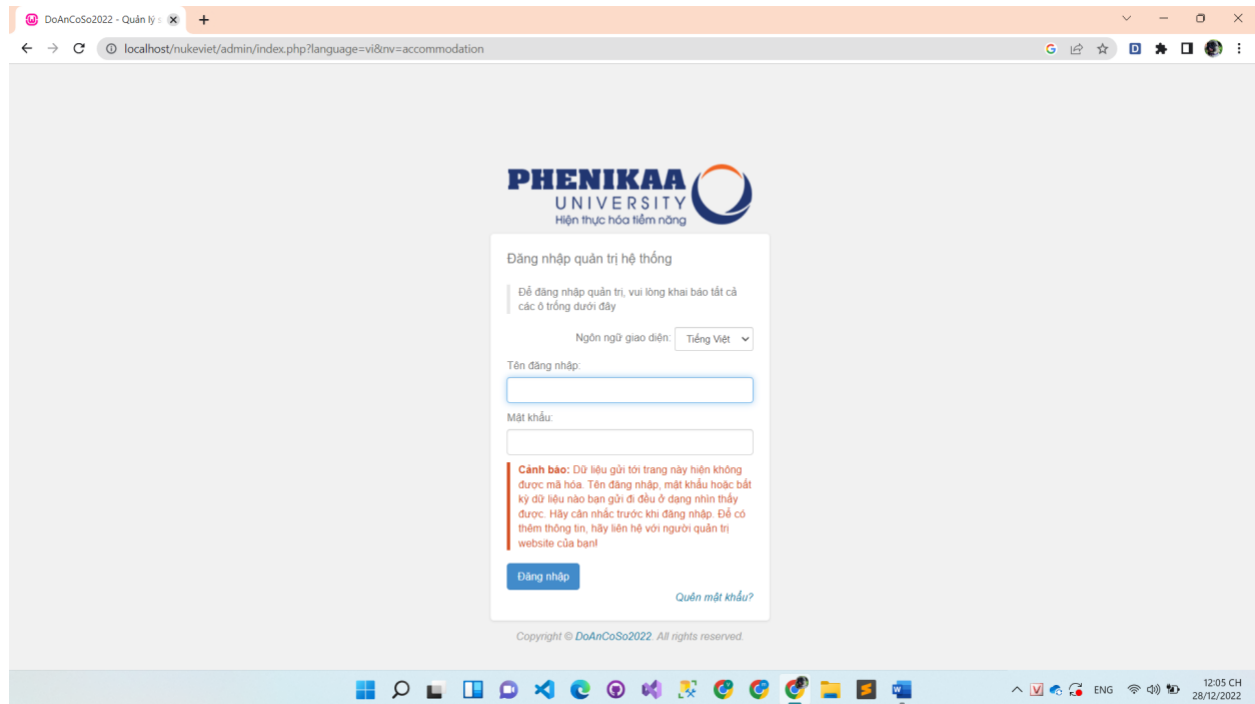 DoAnCoSo2022 - Quản lý s
localhost/nukeviet/admin/index.php?language=vi&nv=accommodation
PHENIKAA
UNIVERSITY
Hiện thực hóa tiềm năng
Đăng nhập quản trị hệ thống
Để đăng nhập quản trị, vui lòng khai báo tất cả
các ô trống dưới đây
Ngôn ngữ giao diện: Tiếng Việt
Tên đăng nhập:
Mật khẩu:
Cảnh báo: Dữ liệu gửi tới trang này hiện không
được mã hóa. Tên đăng nhập, mật khẩu hoặc bất
kỳ dữ liệu nào bạn gửi đi đều ở dạng nhìn thấy
được. Hãy cân nhắc trước khi đăng nhập. Để có
thêm thông tin, hãy liên hệ với người quản trị
website của bạn!
Đăng nhập
Quên mật khẩu?
Copyright © DoAnCoSo2022. All rights reserved.
ENG
12:05 CH
28/12/2022